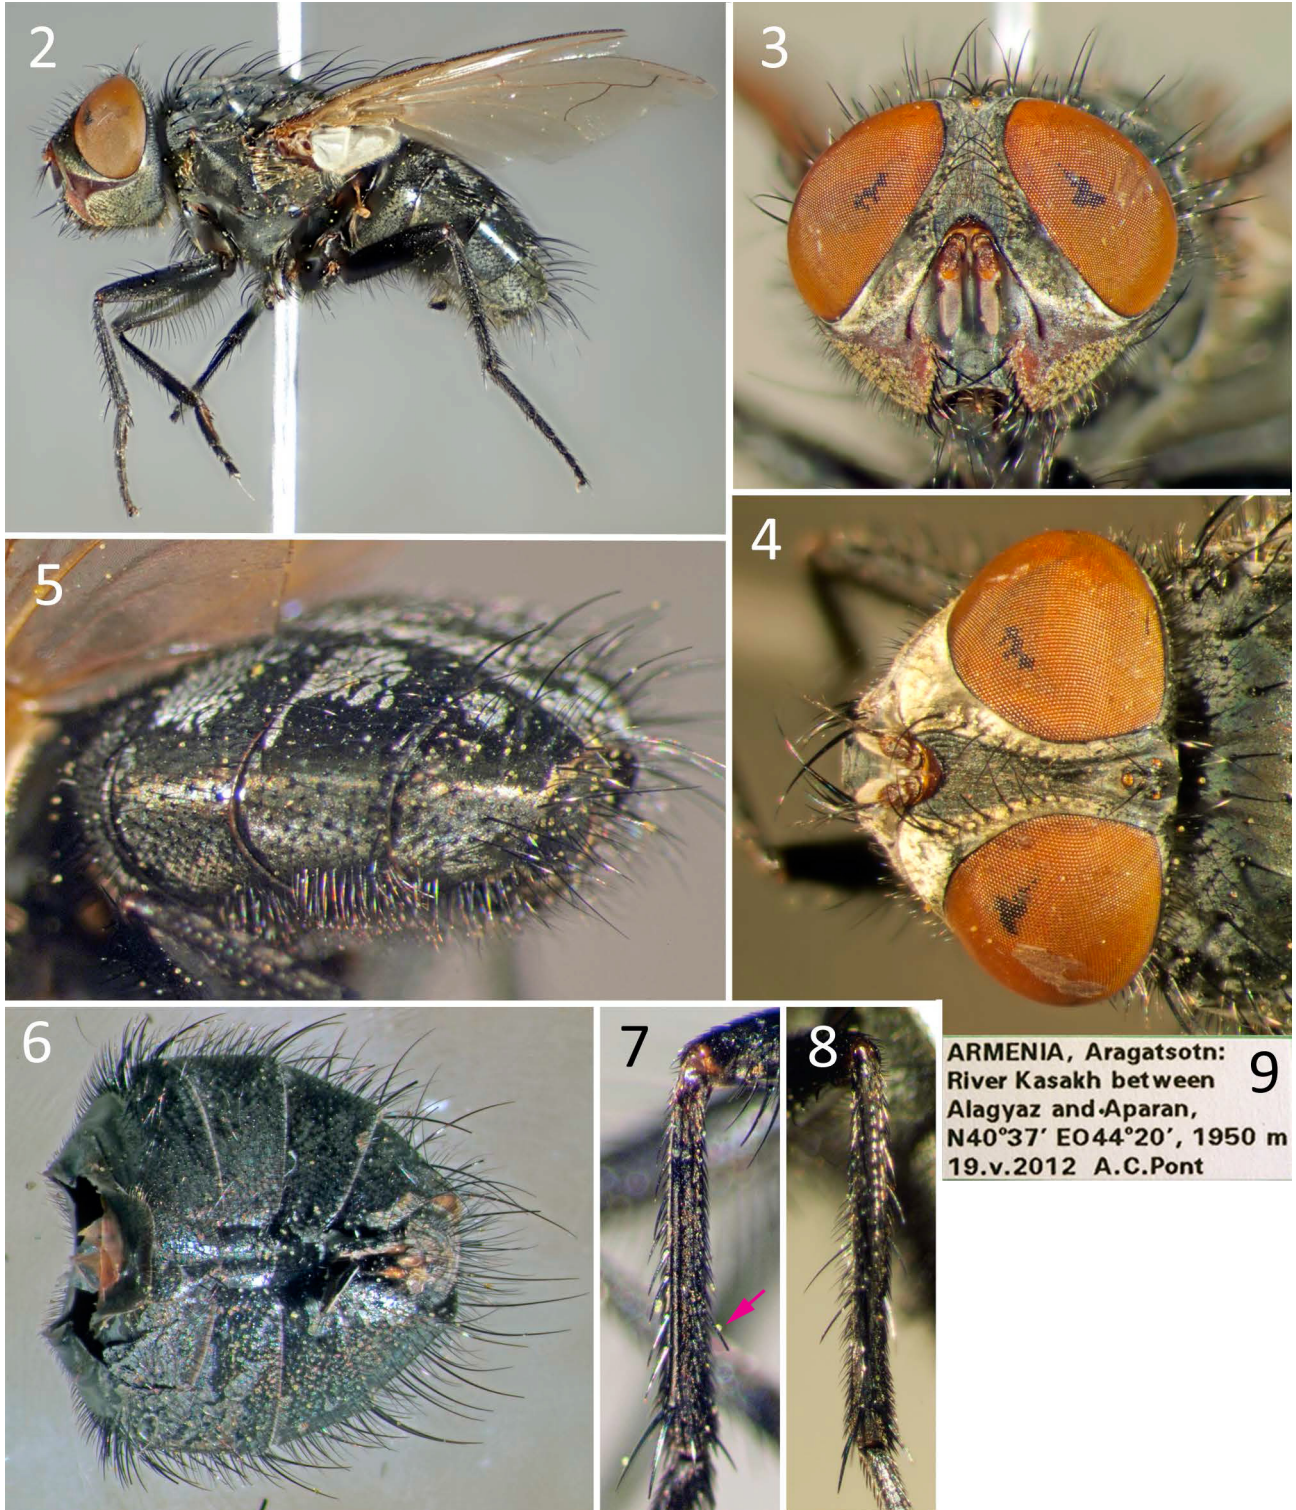 2
3
4
5
6
7
8
9
ARMENIA, Aragatsotn:
River Kasakh between
Alagyaz and Aparan,
N40°37′ EO44°20′, 1950 m
19.v.2012 A.C.Pont